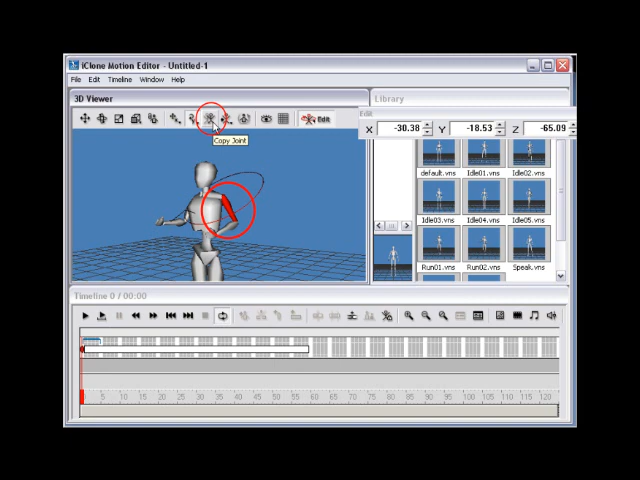 iClone Motion Editor - Untitled-1
File Edit Timeline Window Help
3D Viewer
Library
Edit
Edit
X -30.38 Y -18.53 Z -65.09
Copy Joint
default.vns Idle01.vns Idle02.vns
Idle03.vns Idle04.vns Idle05.vns
Run01.vns Run02.vns Speak.vns
Timeline 0 / 00:00
5 10 15 20 25 30 35 40 45 50 55 60 65 70 75 80 85 90 95 100 105 110 115 120